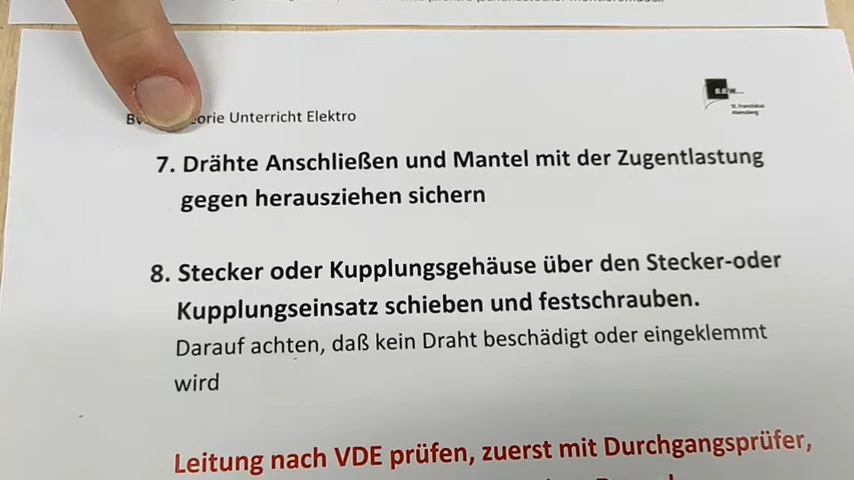 Unterricht Elektro
7. Drähte Anschließen und Mantel mit der Zugentlastung
gegen herausziehen sichern
8. Stecker oder Kupplungsgehäuse über den Stecker-oder
Kupplungseinsatz schieben und festschrauben.
Darauf achten, daß kein Draht beschädigt oder eingeklemmt
wird
Leitung nach VDE prüfen, zuerst mit Durchgangsprüfer,